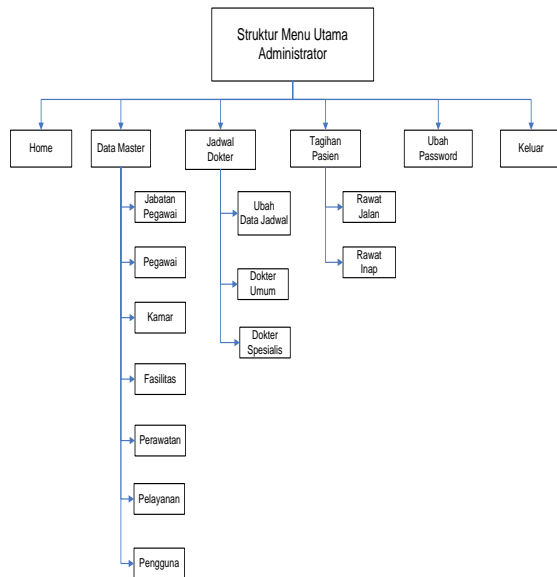 Struktur Menu Utama
Administrator
Home
Data Master
Jadwal
Dokter
Tagihan
Pasien
Ubah
Password
Keluar
Jabatan
Pegawai
Pegawai
Kamar
Fasilitas
Perawatan
Pelayanan
Pengguna
Ubah
Data Jadwal
Dokter
Umum
Dokter
Spesialis
Rawat
Jalan
Rawat
Inap